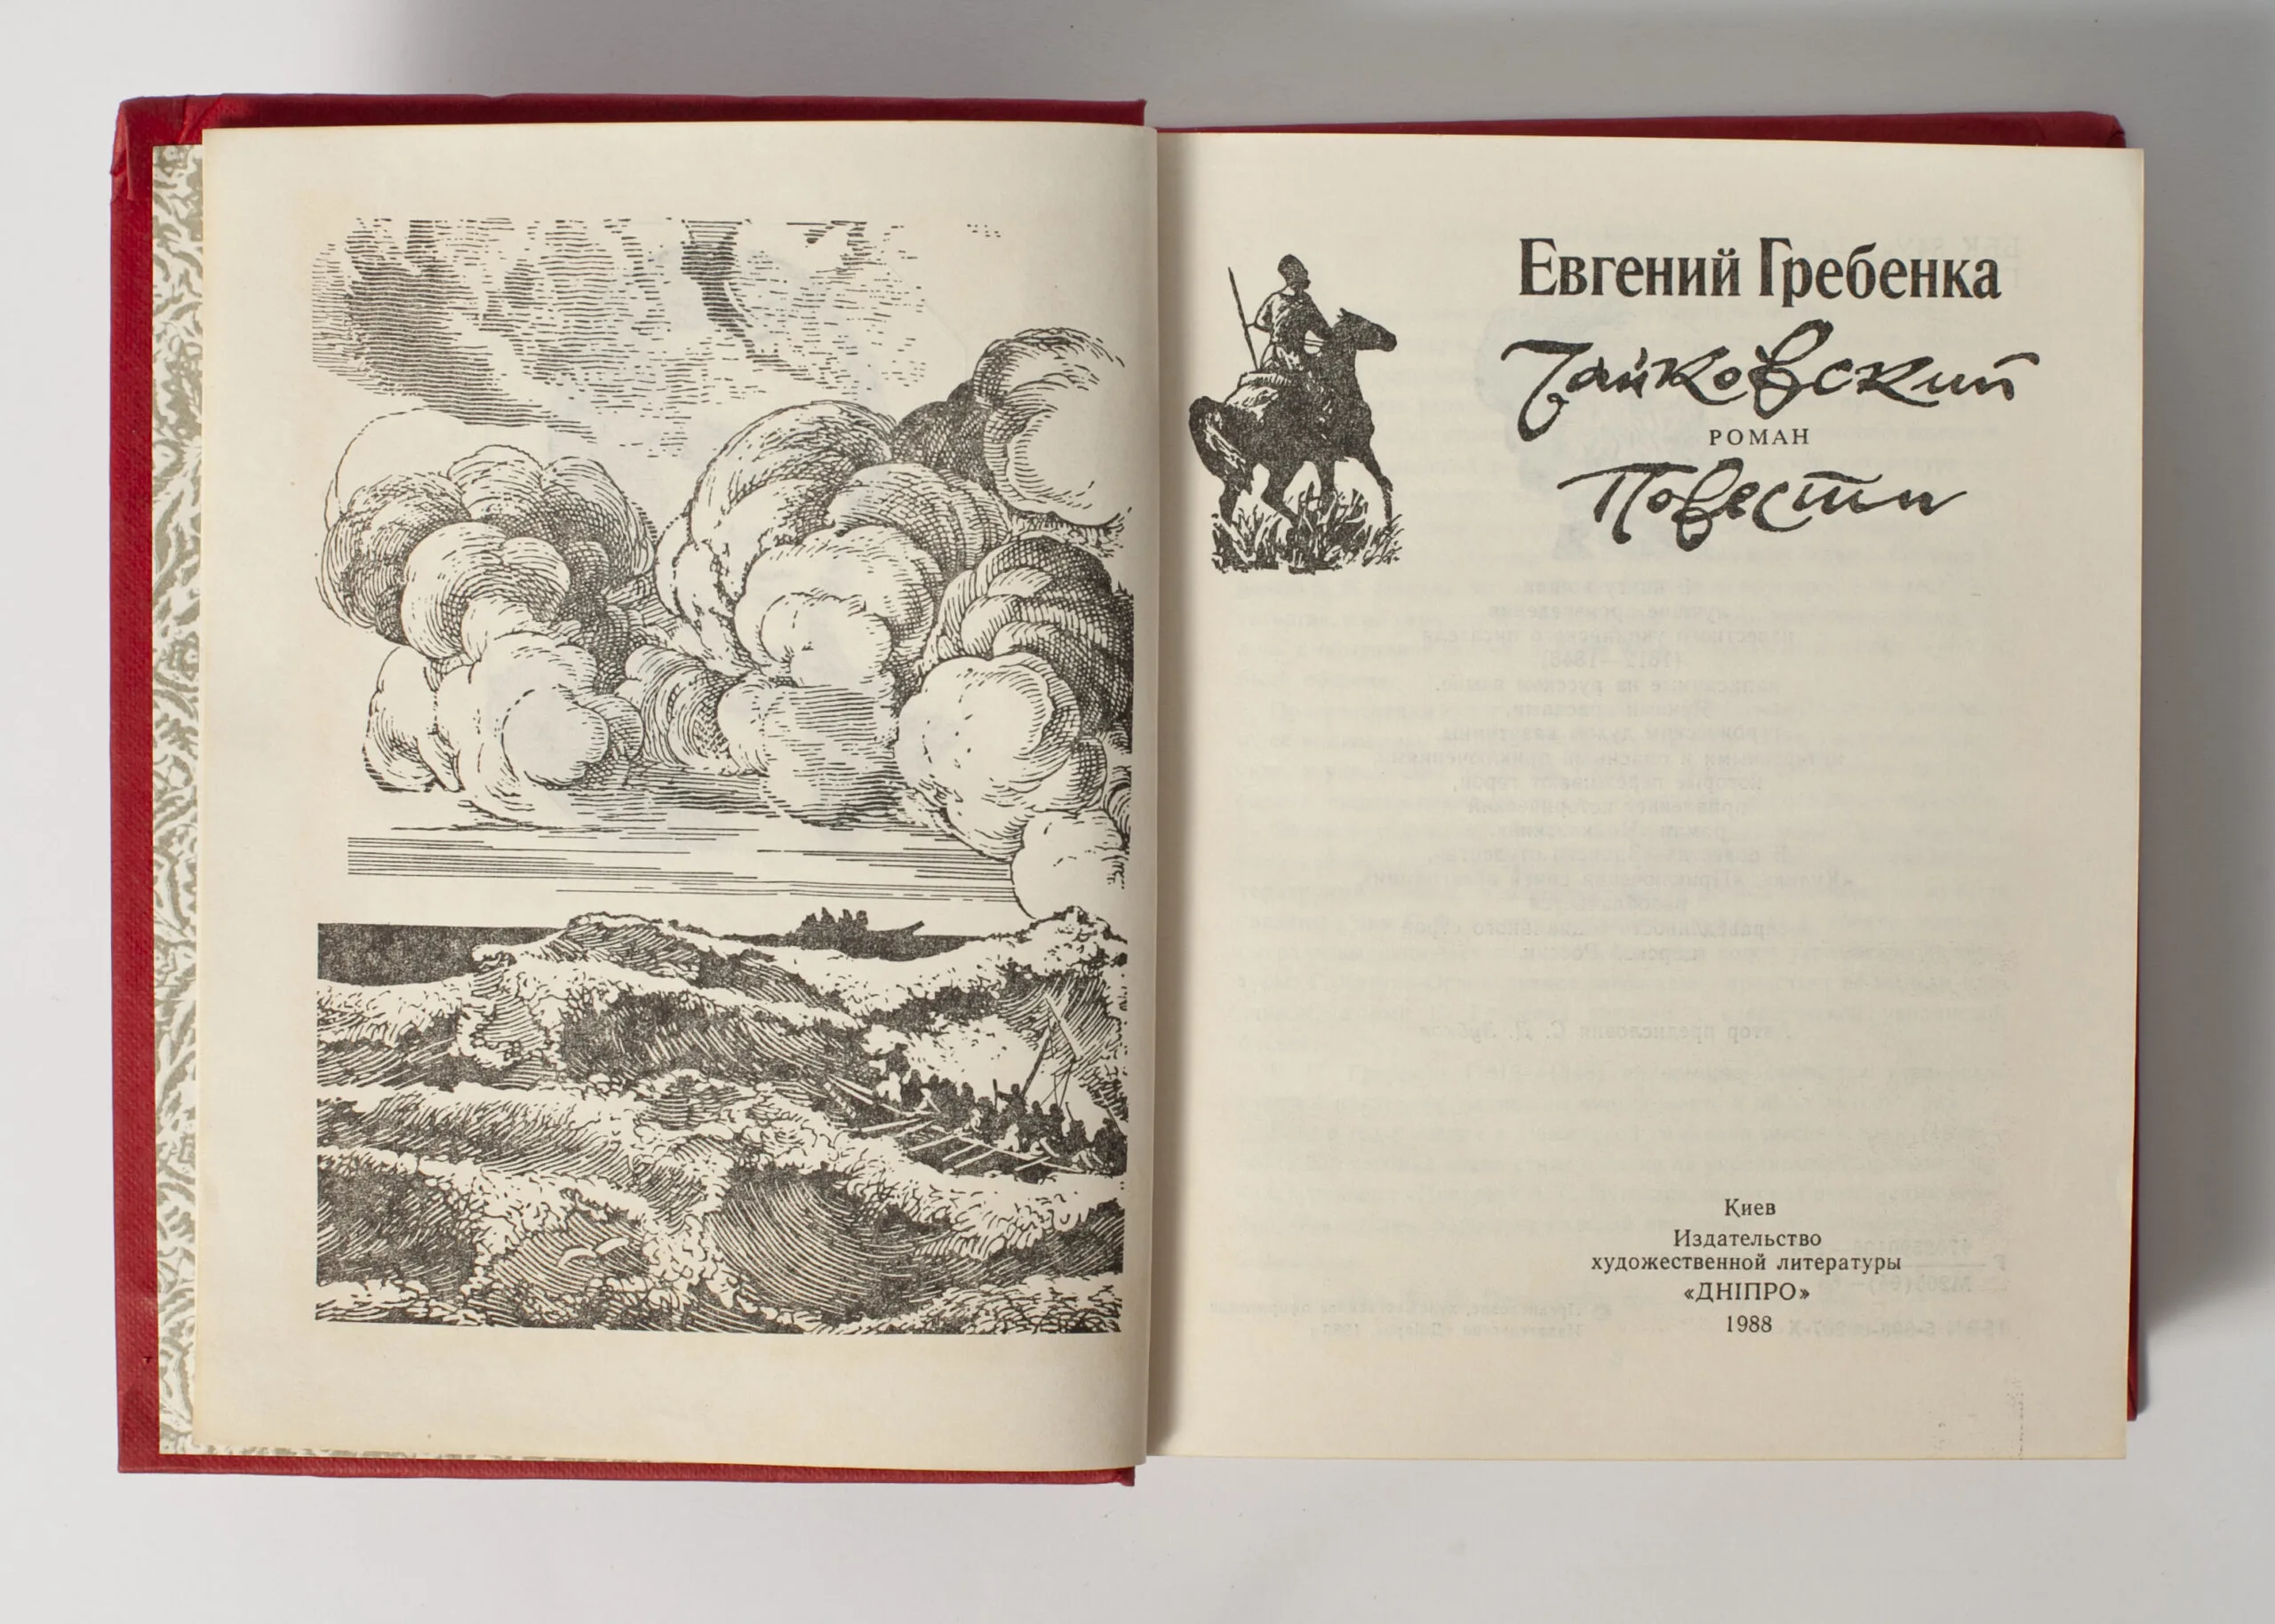 Евгений Гребенка
Чайковский
РОМАН
Повести
Киев
Издательство
художественной литературы
«ДНІПРО»
1988